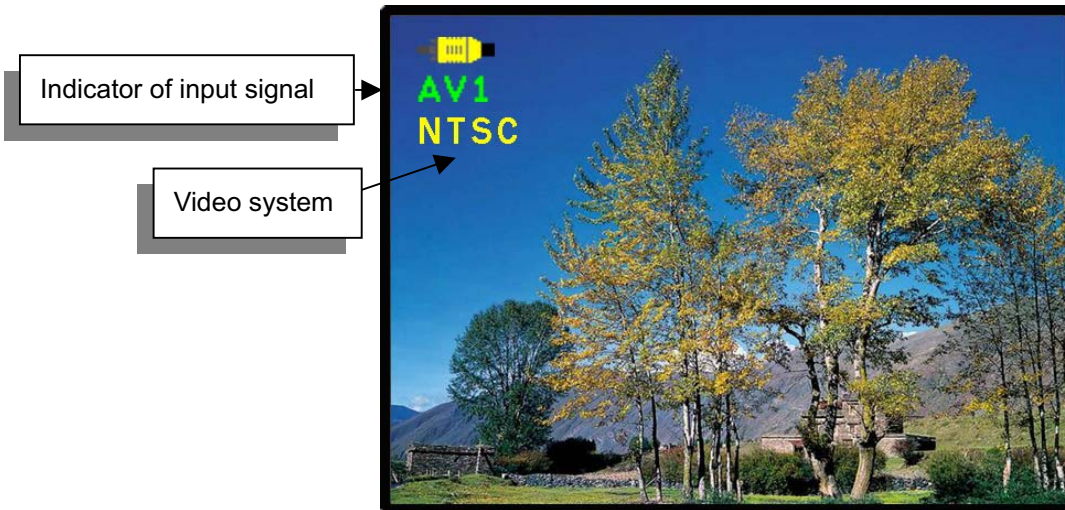 Indicator of input signal
AV1
NTSC
Video system